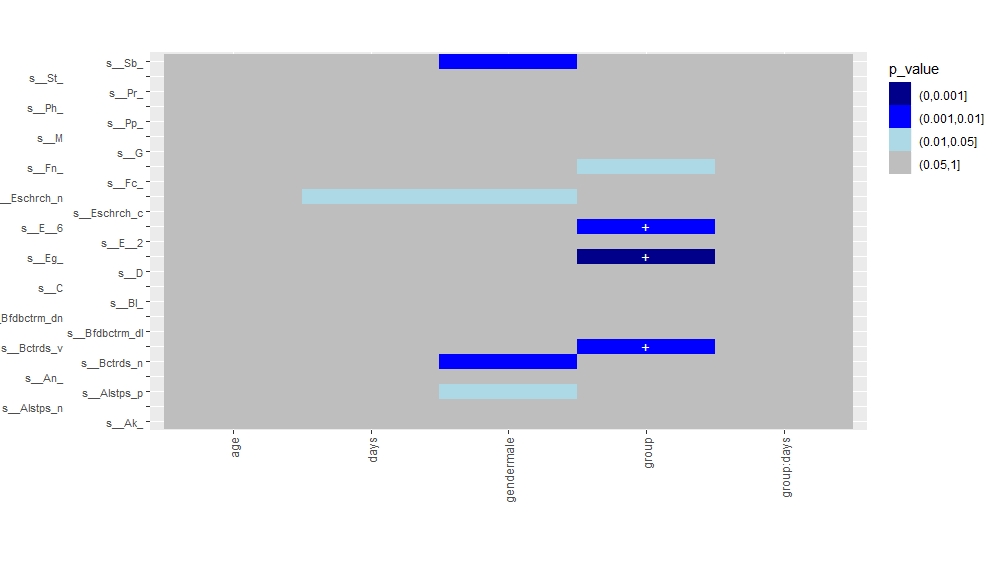 s__Sb_
s__St_
s__Pr_
s__Ph_
s__Pp_
s__M
s__G
s__Fn_
s__Fc_
__Eschrch_n
s__Eschrch_c
s__E__6
s__E__2
s__Eg_
s__D
s__C
s__Bl_
_Bfdbctrm_dn
s__Bfdbctrm_dl
s__Bctrds_v
s__Bctrds_n
s__An_
s__Alstps_p
s__Alstps_n
s__Ak_
+
+
+
age
days
gendermale
group
group:days
p_value
(0,0.001]
(0.001,0.01]
(0.01,0.05]
(0.05,1]